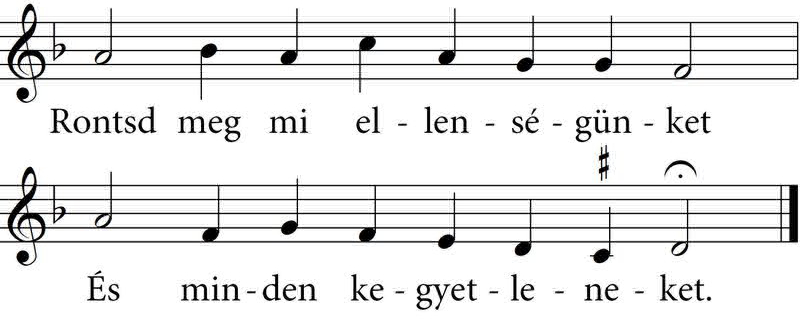 Rontsd meg mi el - len - sé - gün - ket
És min - den ke - gyet - le - ne - ket.